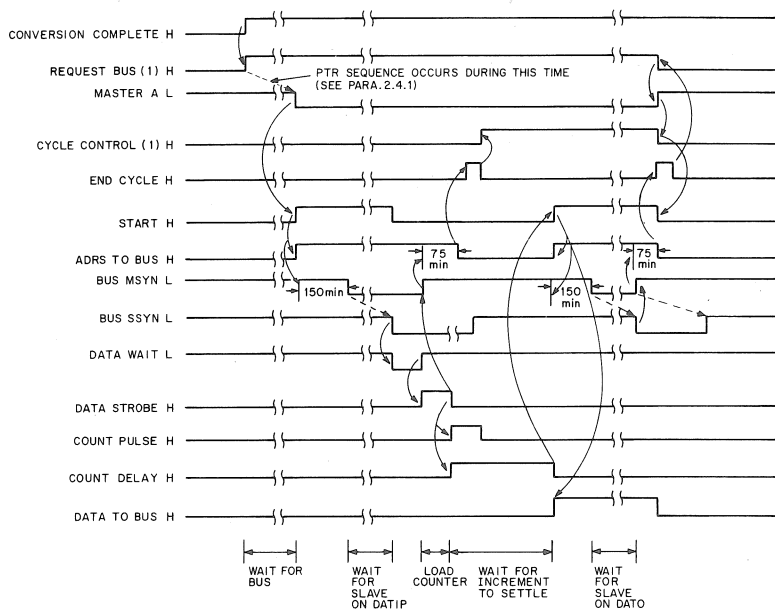 CONVERSION COMPLETE H
REQUEST BUS (1) H
PTR SEQUENCE OCCURS DURING THIS TIME
(SEE PARA. 2.4.1)
MASTER A L
CYCLE CONTROL (1) H
END CYCLE H
START H
ADRS TO BUS H
75
min
75
min
BUS MSYN L
150min
150
min
BUS SSYN L
DATA WAIT L
DATA STROBE H
COUNT PULSE H
COUNT DELAY H
DATA TO BUS H
WAIT FOR
BUS
WAIT
FOR
SLAVE
ON DATIP
LOAD
COUNTER
WAIT FOR
INCREMENT
TO SETTLE
WAIT
FOR
SLAVE
ON DATO